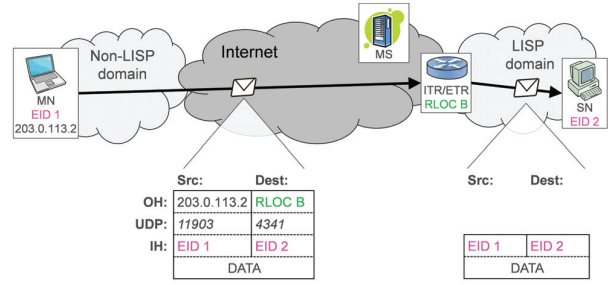 Non-LISP
domain
Internet
MS
LISP
domain
MN
EID 1
203.0.113.2
ITR/ETR
RLOC B
SN
EID 2
Src: Dest:
OH: 203.0.113.2 RLOC B
UDP: 11903 4341
IH: EID 1 EID 2
DATA
Src: Dest:
EID 1 EID 2
DATA